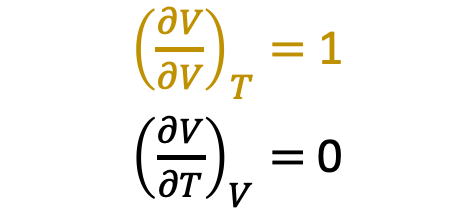 (∂V/∂V)_T = 1
(∂V/∂T)_V = 0